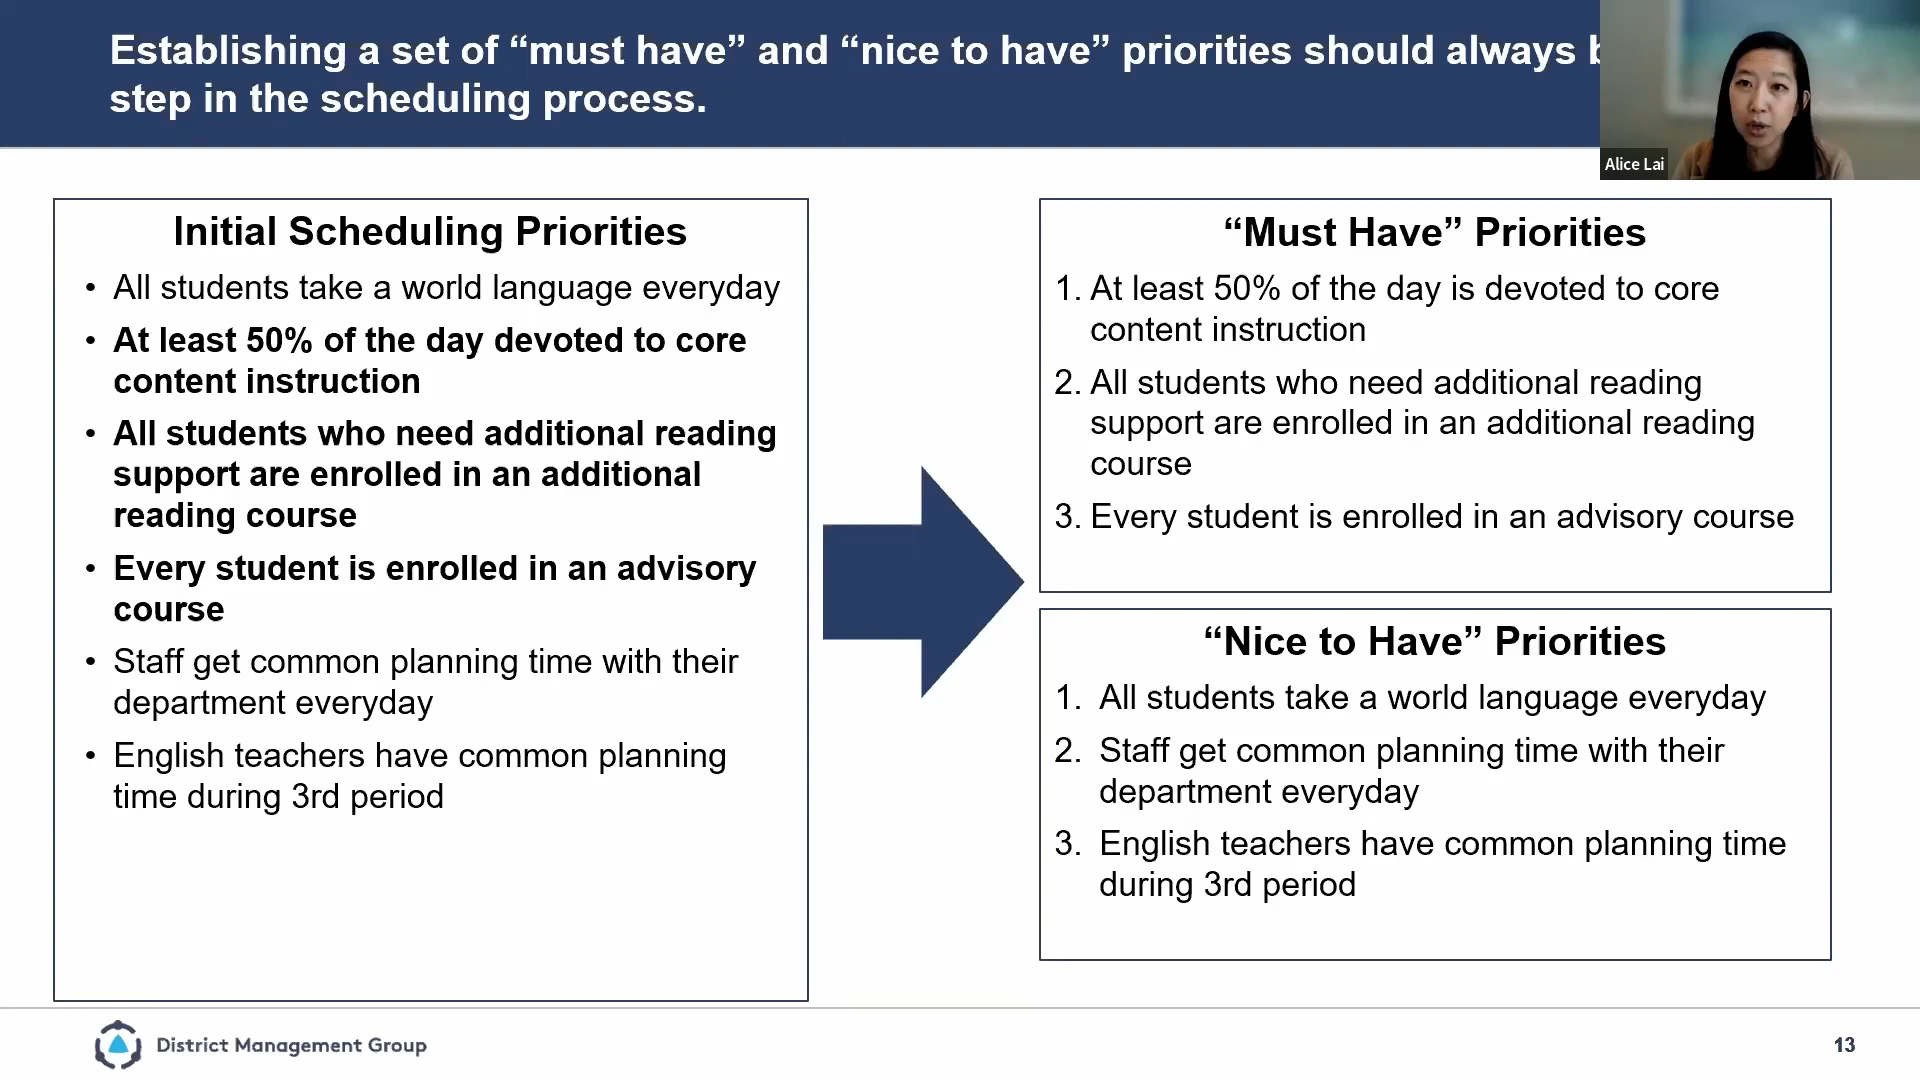 Establishing a set of “must have” and “nice to have” priorities should always
step in the scheduling process.
Alice Lai
Initial Scheduling Priorities
• All students take a world language everyday
• At least 50% of the day devoted to core
content instruction
• All students who need additional reading
support are enrolled in an additional
reading course
• Every student is enrolled in an advisory
course
• Staff get common planning time with their
department everyday
• English teachers have common planning
time during 3rd period
“Must Have” Priorities
1. At least 50% of the day is devoted to core
content instruction
2. All students who need additional reading
support are enrolled in an additional reading
course
3. Every student is enrolled in an advisory course
“Nice to Have” Priorities
1. All students take a world language everyday
2. Staff get common planning time with their
department everyday
3. English teachers have common planning time
during 3rd period
District Management Group
13